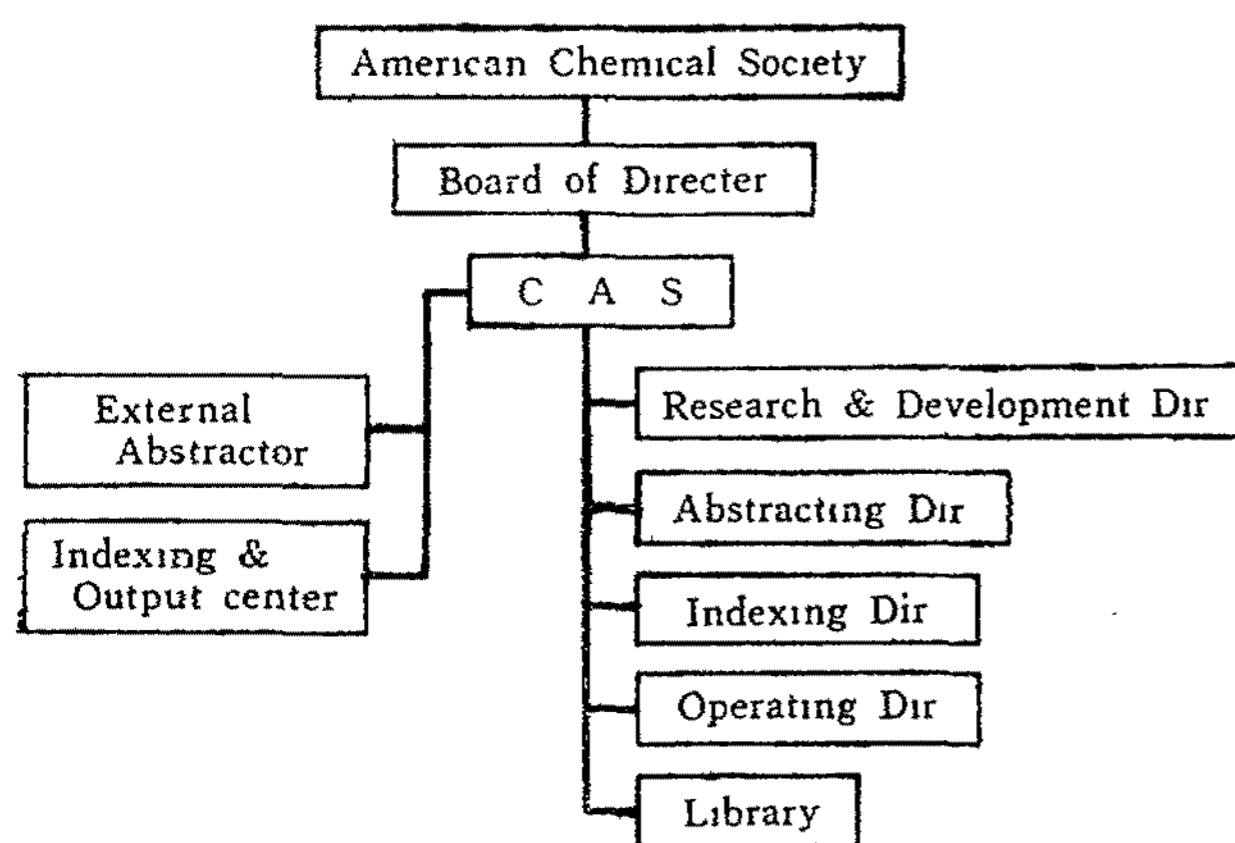 American Chemical Society
Board of Directer
C A S
External
Abstractor
Indexing &
Output center
Research & Development Dir
Abstracting Dir
Indexing Dir
Operating Dir
Library